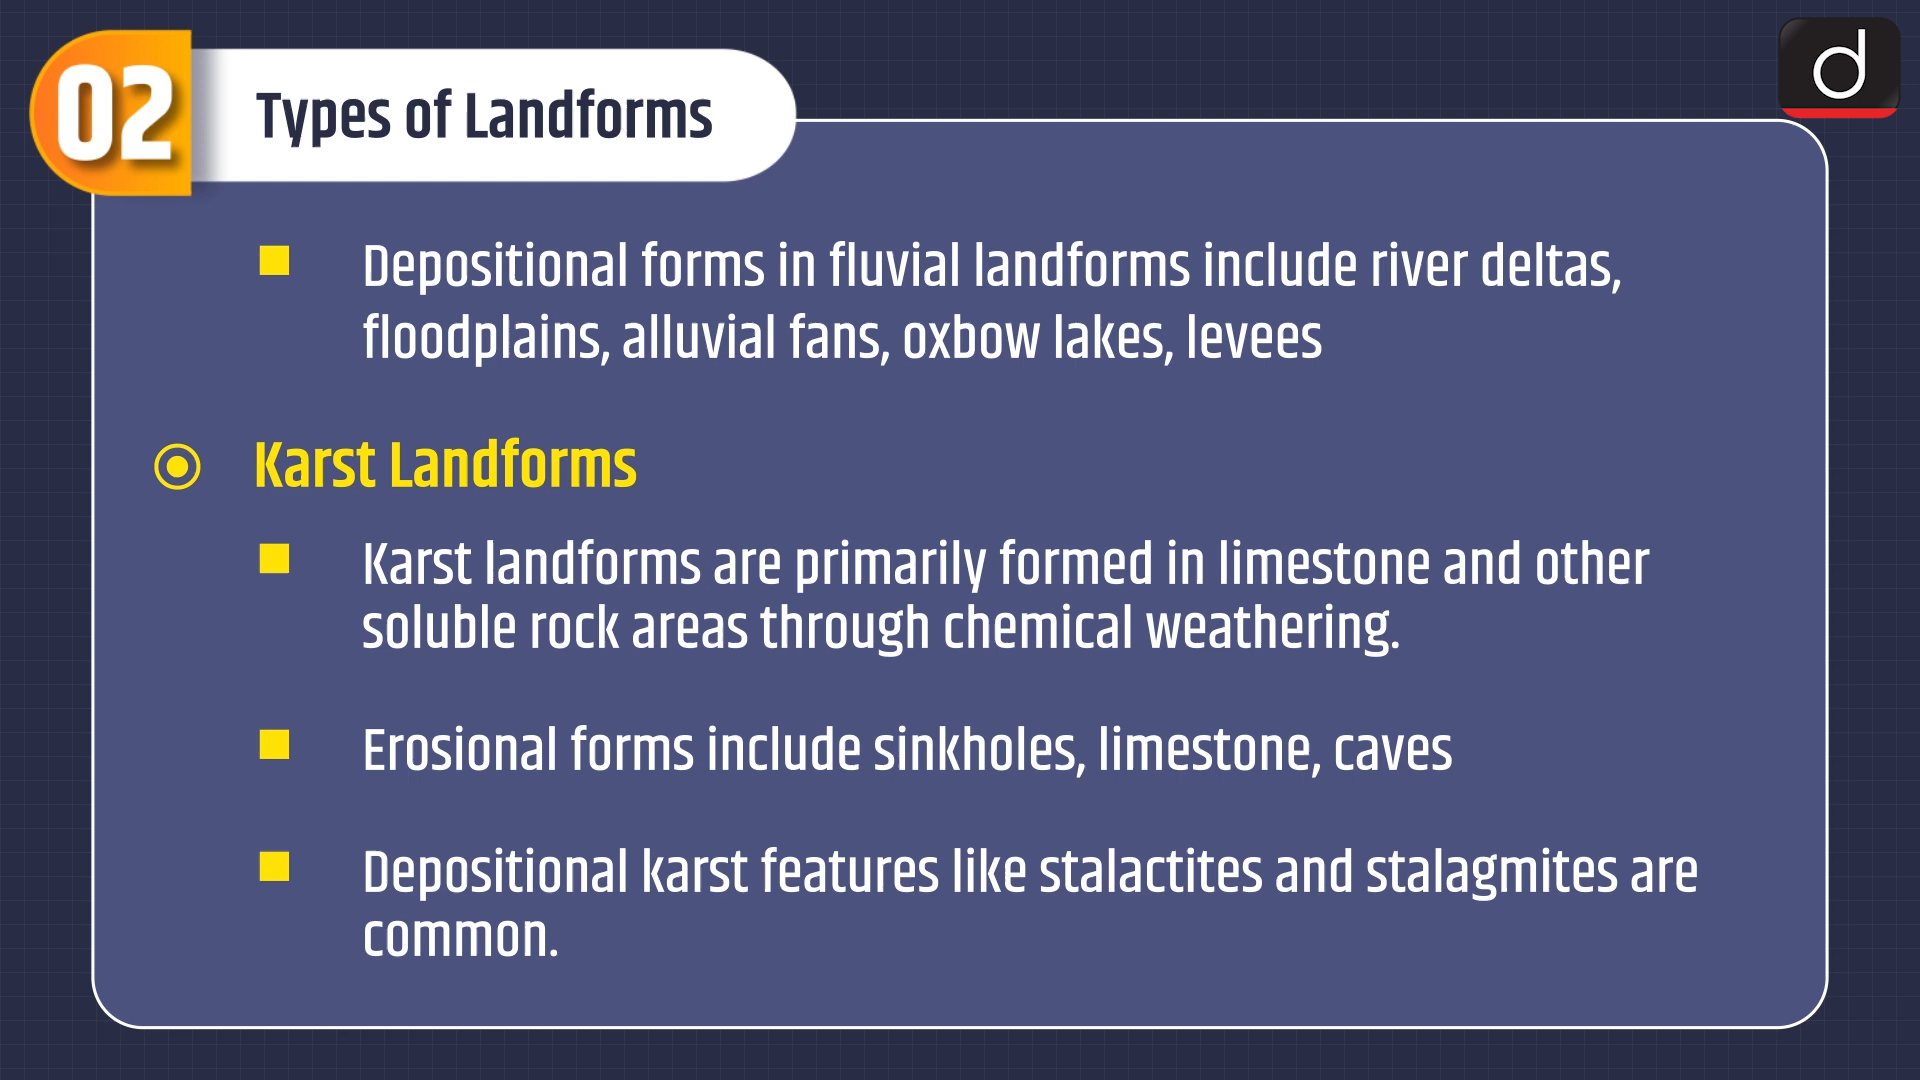 02
Types of Landforms
d
Depositional forms in fluvial landforms include river deltas,
floodplains, alluvial fans, oxbow lakes, levees
Karst Landforms
Karst landforms are primarily formed in limestone and other
soluble rock areas through chemical weathering.
Erosional forms include sinkholes, limestone, caves
Depositional karst features like stalactites and stalagmites are
common.